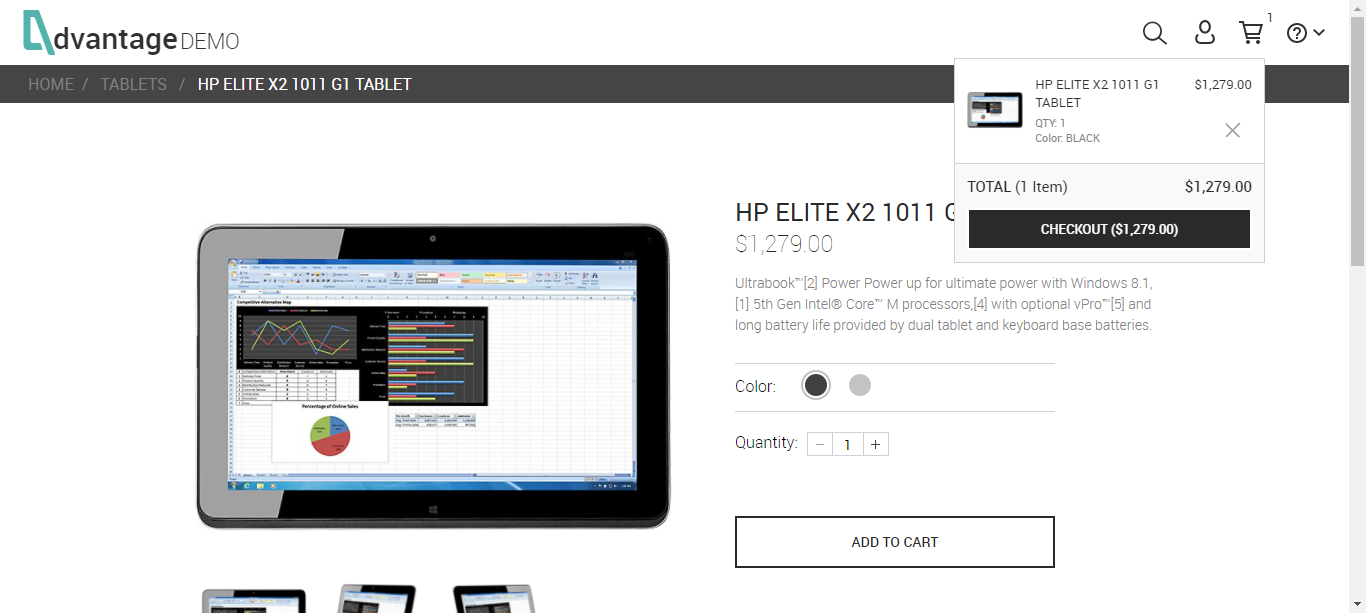 dvantage DEMO
1
HOME / TABLETS / HP ELITE X2 1011 G1 TABLET
HP ELITE X2 1011 G1 $1,279.00
TABLET
QTY: 1
Color: BLACK
TOTAL (1 Item) $1,279.00
CHECKOUT ($1,279.00)
HP ELITE X2 1011
$1,279.00
Ultrabook™[2] Power Power up for ultimate power with Windows 8.1,
[1] 5th Gen Intel® Core™ M processors,[4] with optional vPro™[5] and
long battery life provided by dual tablet and keyboard base batteries.
Color:
Quantity: − 1 +
ADD TO CART
Competitive Alternative Map
Percentage of Online Sales